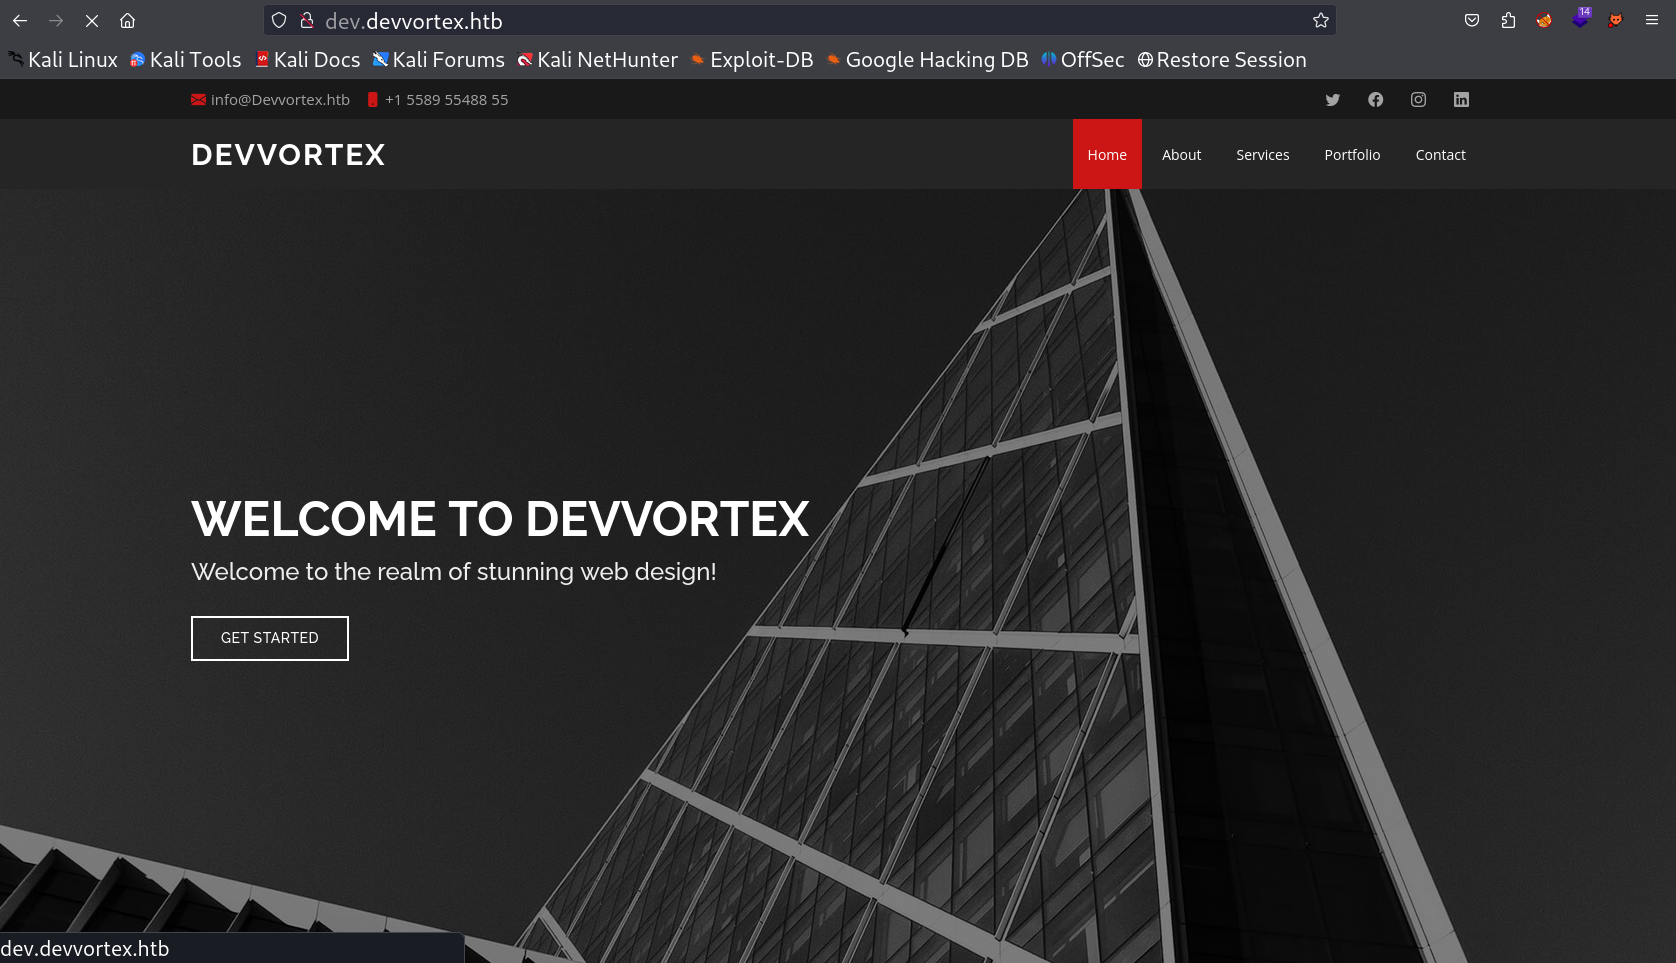 dev.devvortex.htb
14
Kali Linux Kali Tools Kali Docs Kali Forums Kali NetHunter Exploit-DB Google Hacking DB OffSec Restore Session
info@Devvortex.htb +1 5589 55488 55
DEVVORTEX Home About Services Portfolio Contact
WELCOME TO DEVVORTEX
Welcome to the realm of stunning web design!
GET STARTED
dev.devvortex.htb